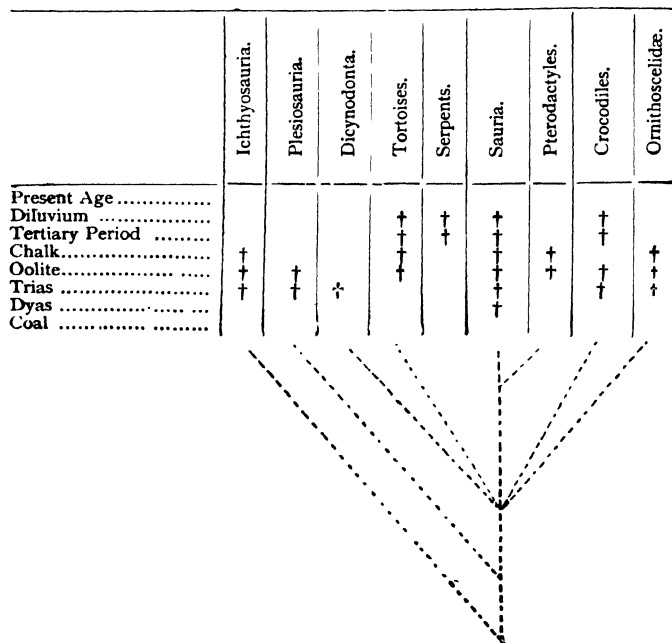 Ichthyosauria.
Plesiosauria.
Dicynodonta.
Tortoises.
Serpents.
Sauria.
Pterodactyles.
Crocodiles.
Ornithoscelidæ.
Present Age ................
Diluvium ................... † † † †
Tertiary Period ......... † † † †
Chalk........................ † † † † †
Oolite........................ † † † † † † †
Trias ........................ † † † † † †
Dyas ........................ †
Coal ........................